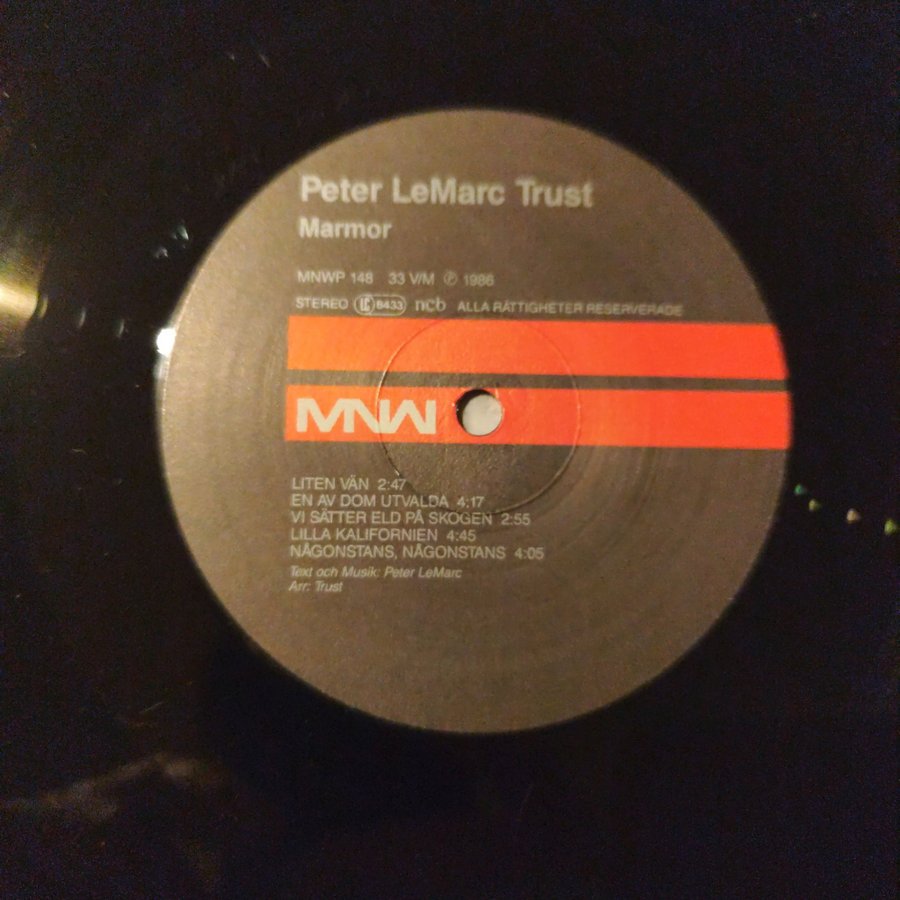 Peter LeMarc Trust
Marmor
MNWP 148 33 V/M ℗ 1986
STEREO LC 8433 ncb ALLA RÄTTIGHETER RESERVERADE
MNW
LITEN VÄN 2:47
EN AV DOM UTVALDA 4:17
VI SÄTTER ELD PÅ SKOGEN 2:55
LILLA KALIFORNIEN 4:45
NÅGONSTANS, NÅGONSTANS 4:05
Text och Musik: Peter LeMarc
Arr: Trust